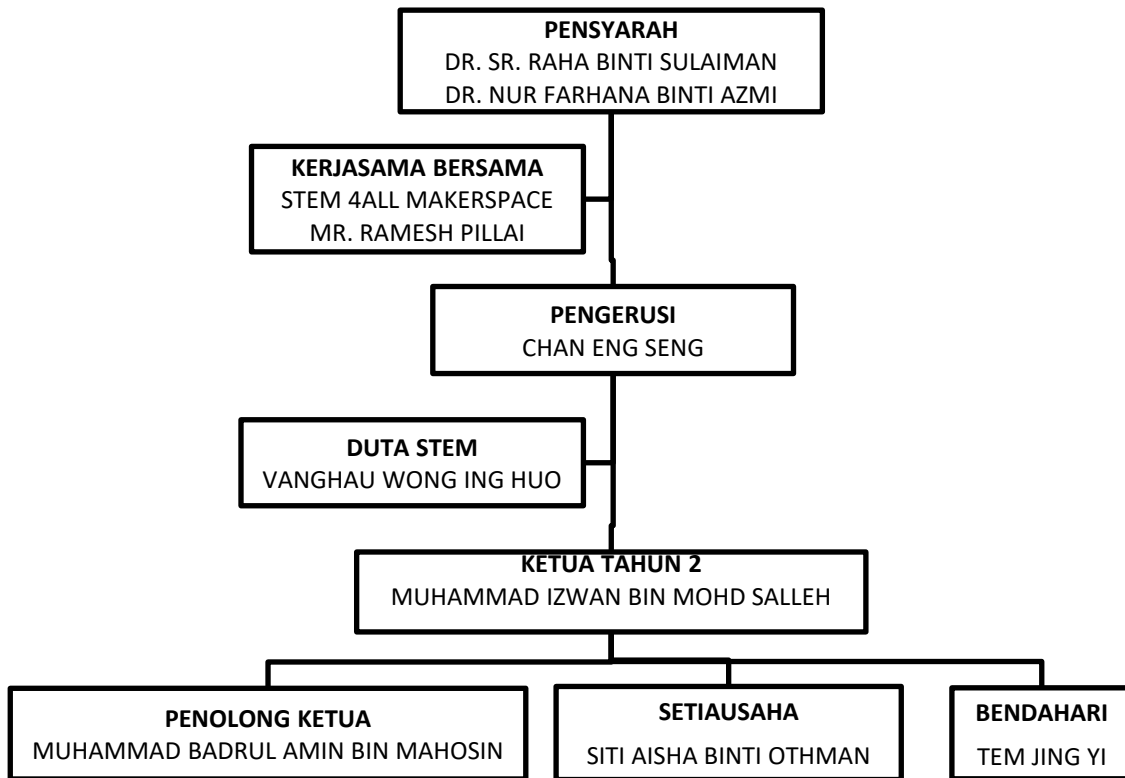 PENSYARAH
DR. SR. RAHA BINTI SULAIMAN
DR. NUR FARHANA BINTI AZMI
KERJASAMA BERSAMA
STEM 4ALL MAKERSPACE
MR. RAMESH PILLAI
PENGERUSI
CHAN ENG SENG
DUTA STEM
VANGHAU WONG ING HUO
KETUA TAHUN 2
MUHAMMAD IZWAN BIN MOHD SALLEH
PENOLONG KETUA
MUHAMMAD BADRUL AMIN BIN MAHOSIN
SETIAUSAHA
SITI AISHA BINTI OTHMAN
BENDAHARI
TEM JING YI